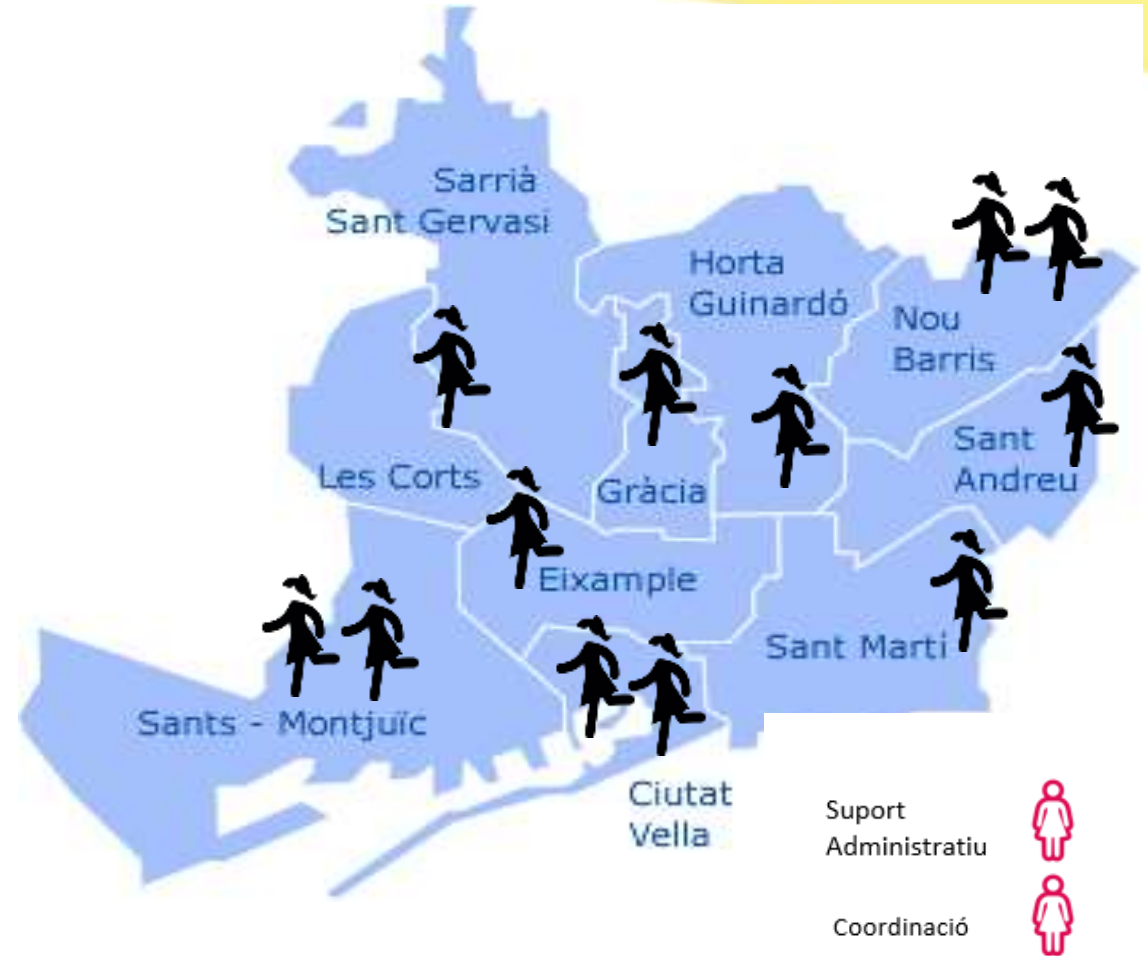 Sarrià
Sant Gervasi
Horta
Guinardó
Nou
Barris
Sant
Andreu
Les Corts
Gràcia
Eixample
Sant Martí
Sants - Montjuïc
Ciutat
Vella
Suport
Administratiu
Coordinació